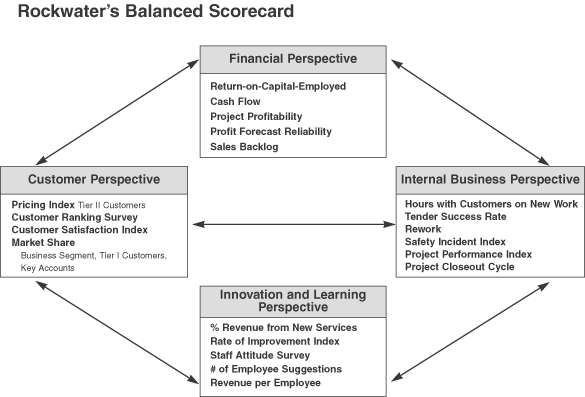 Rockwater's Balanced Scorecard
Financial Perspective
Return-on-Capital-Employed
Cash Flow
Project Profitability
Profit Forecast Reliability
Sales Backlog
Customer Perspective
Pricing Index Tier II Customers
Customer Ranking Survey
Customer Satisfaction Index
Market Share
Business Segment, Tier I Customers,
Key Accounts
Internal Business Perspective
Hours with Customers on New Work
Tender Success Rate
Rework
Safety Incident Index
Project Performance Index
Project Closeout Cycle
Innovation and Learning
Perspective
% Revenue from New Services
Rate of Improvement Index
Staff Attitude Survey
# of Employee Suggestions
Revenue per Employee